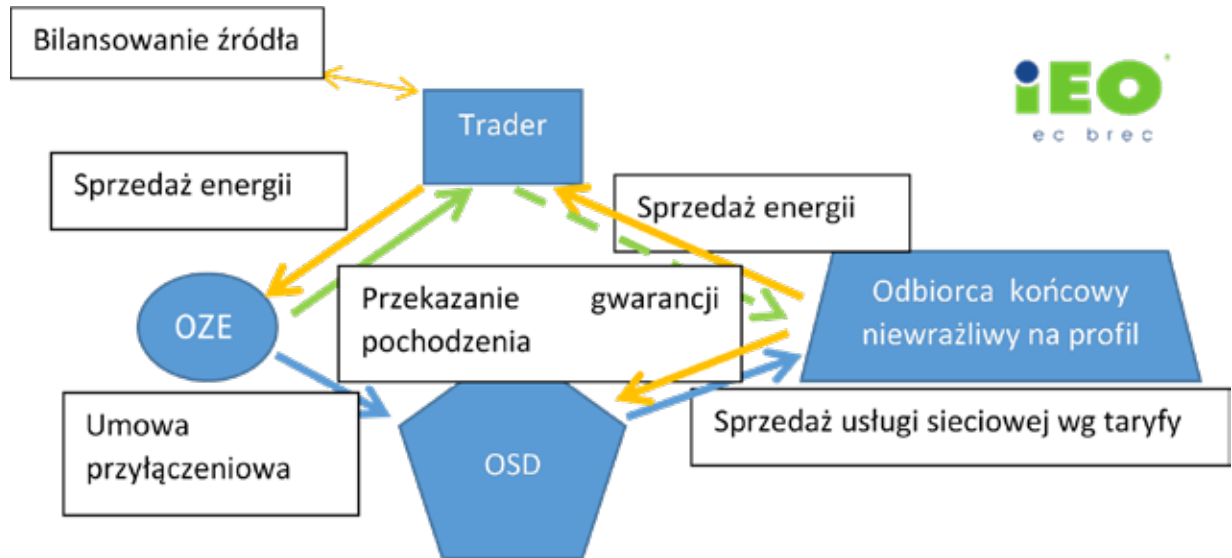 Bilansowanie źródła
iEO
ec brec
Trader
Sprzedaż energii
Sprzedaż energii
Przekazanie gwarancji
pochodzenia
Odbiorca końcowy
niewrażliwy na profil
OZE
Umowa
przyłączeniowa
OSD
Sprzedaż usługi sieciowej wg taryfy